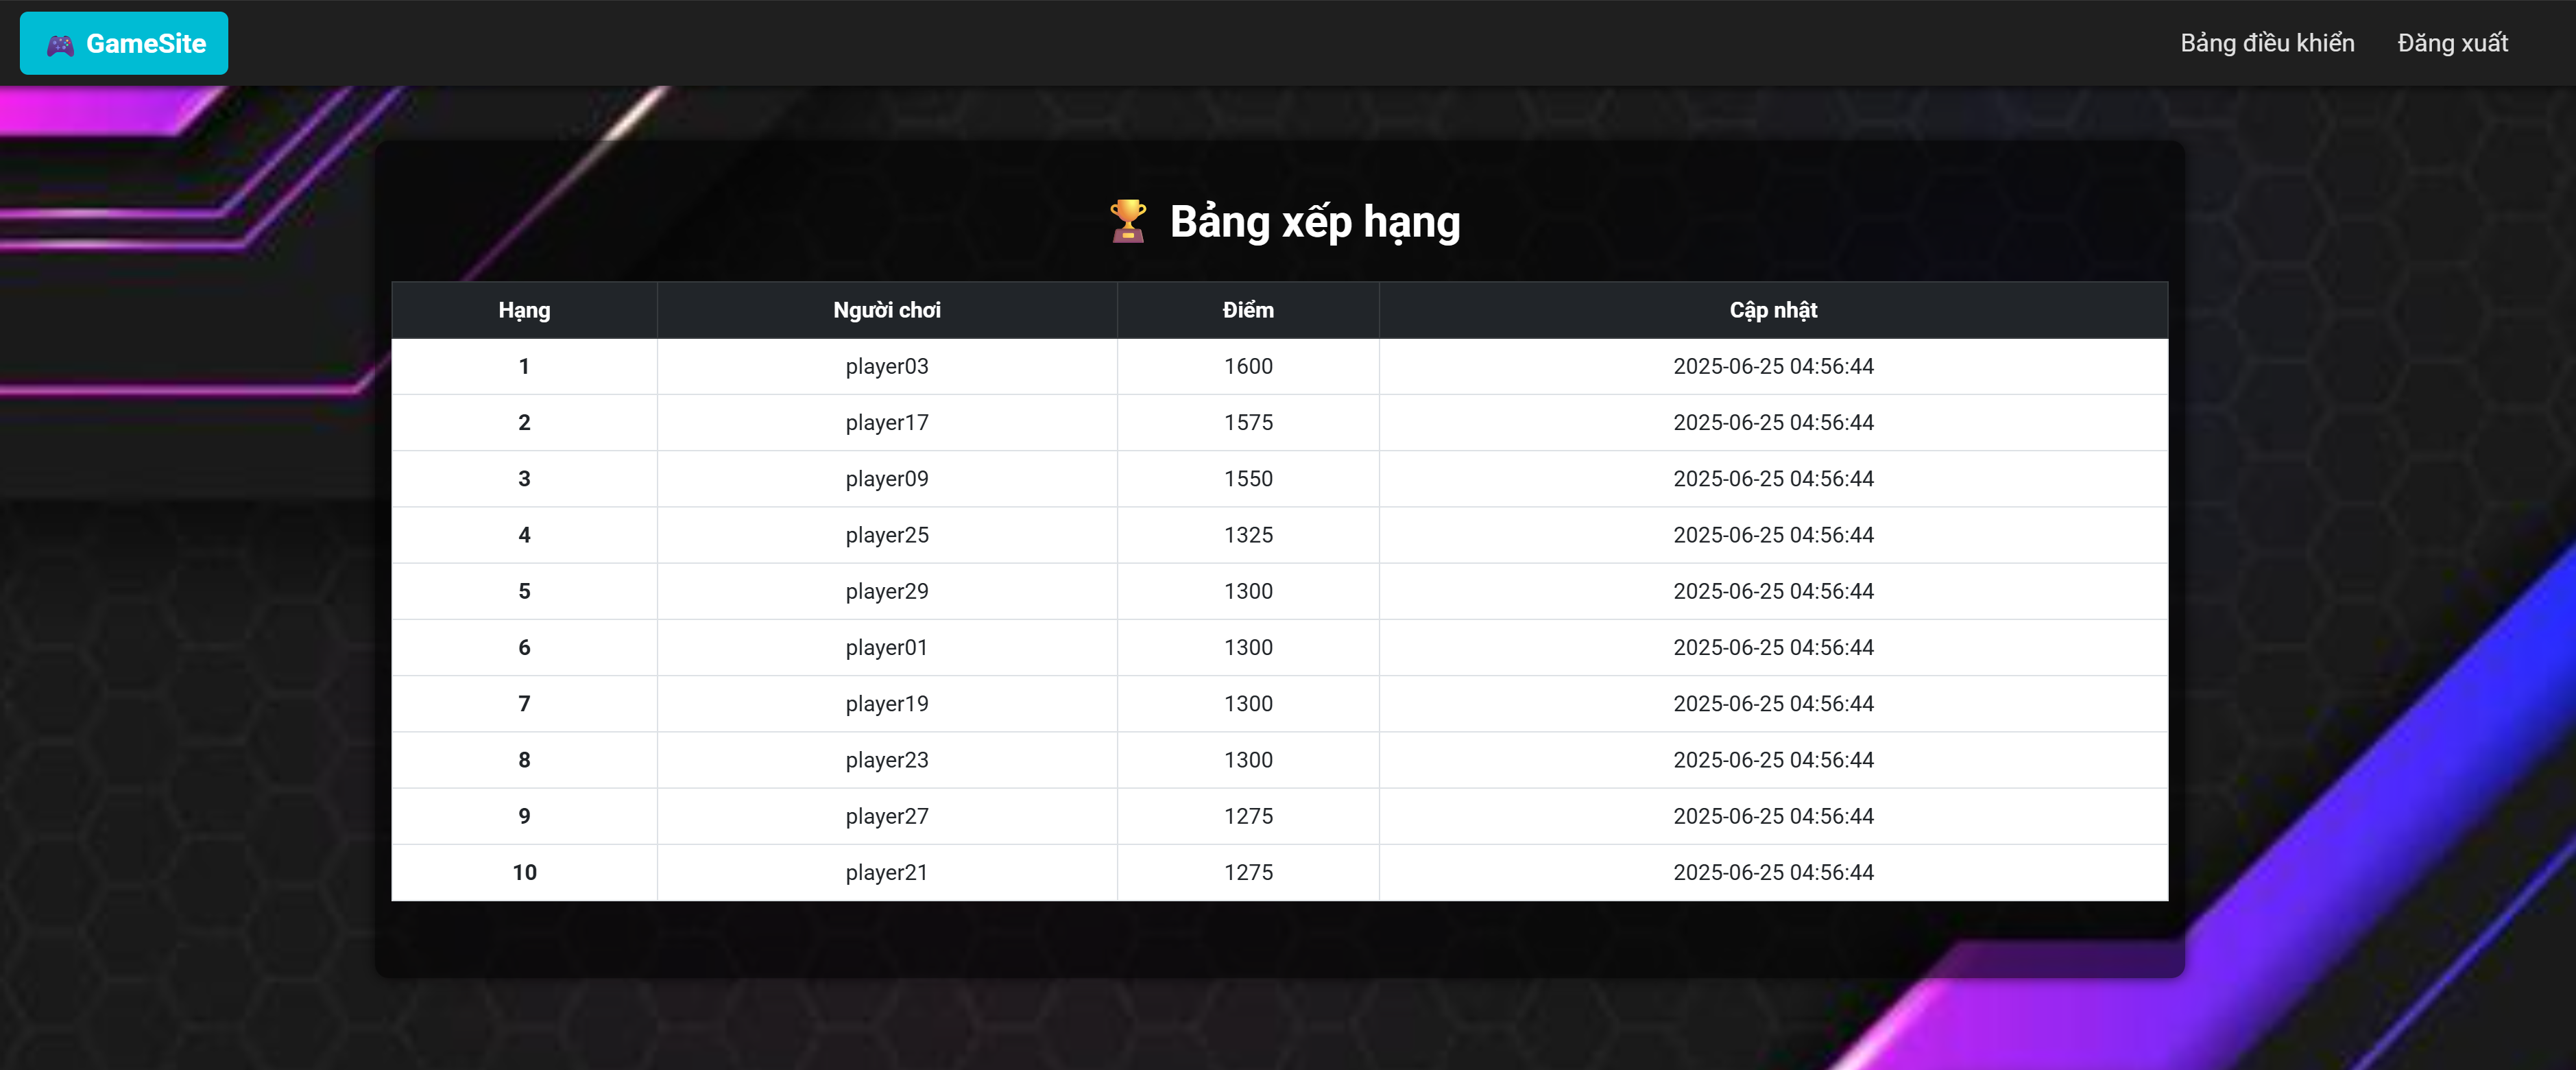 GameSite
Bảng điều khiển Đăng xuất
Bảng xếp hạng
Hạng Người chơi Điểm Cập nhật
1 player03 1600 2025-06-25 04:56:44
2 player17 1575 2025-06-25 04:56:44
3 player09 1550 2025-06-25 04:56:44
4 player25 1325 2025-06-25 04:56:44
5 player29 1300 2025-06-25 04:56:44
6 player01 1300 2025-06-25 04:56:44
7 player19 1300 2025-06-25 04:56:44
8 player23 1300 2025-06-25 04:56:44
9 player27 1275 2025-06-25 04:56:44
10 player21 1275 2025-06-25 04:56:44